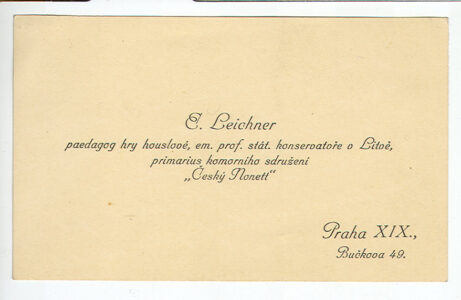 E. Leichner
paedagog hry houslové, em. prof. stát. konservatoře v Litvě,
primarius komorního sdružení
„Český Nonett“
Praha XIX.,
Bučkova 49.